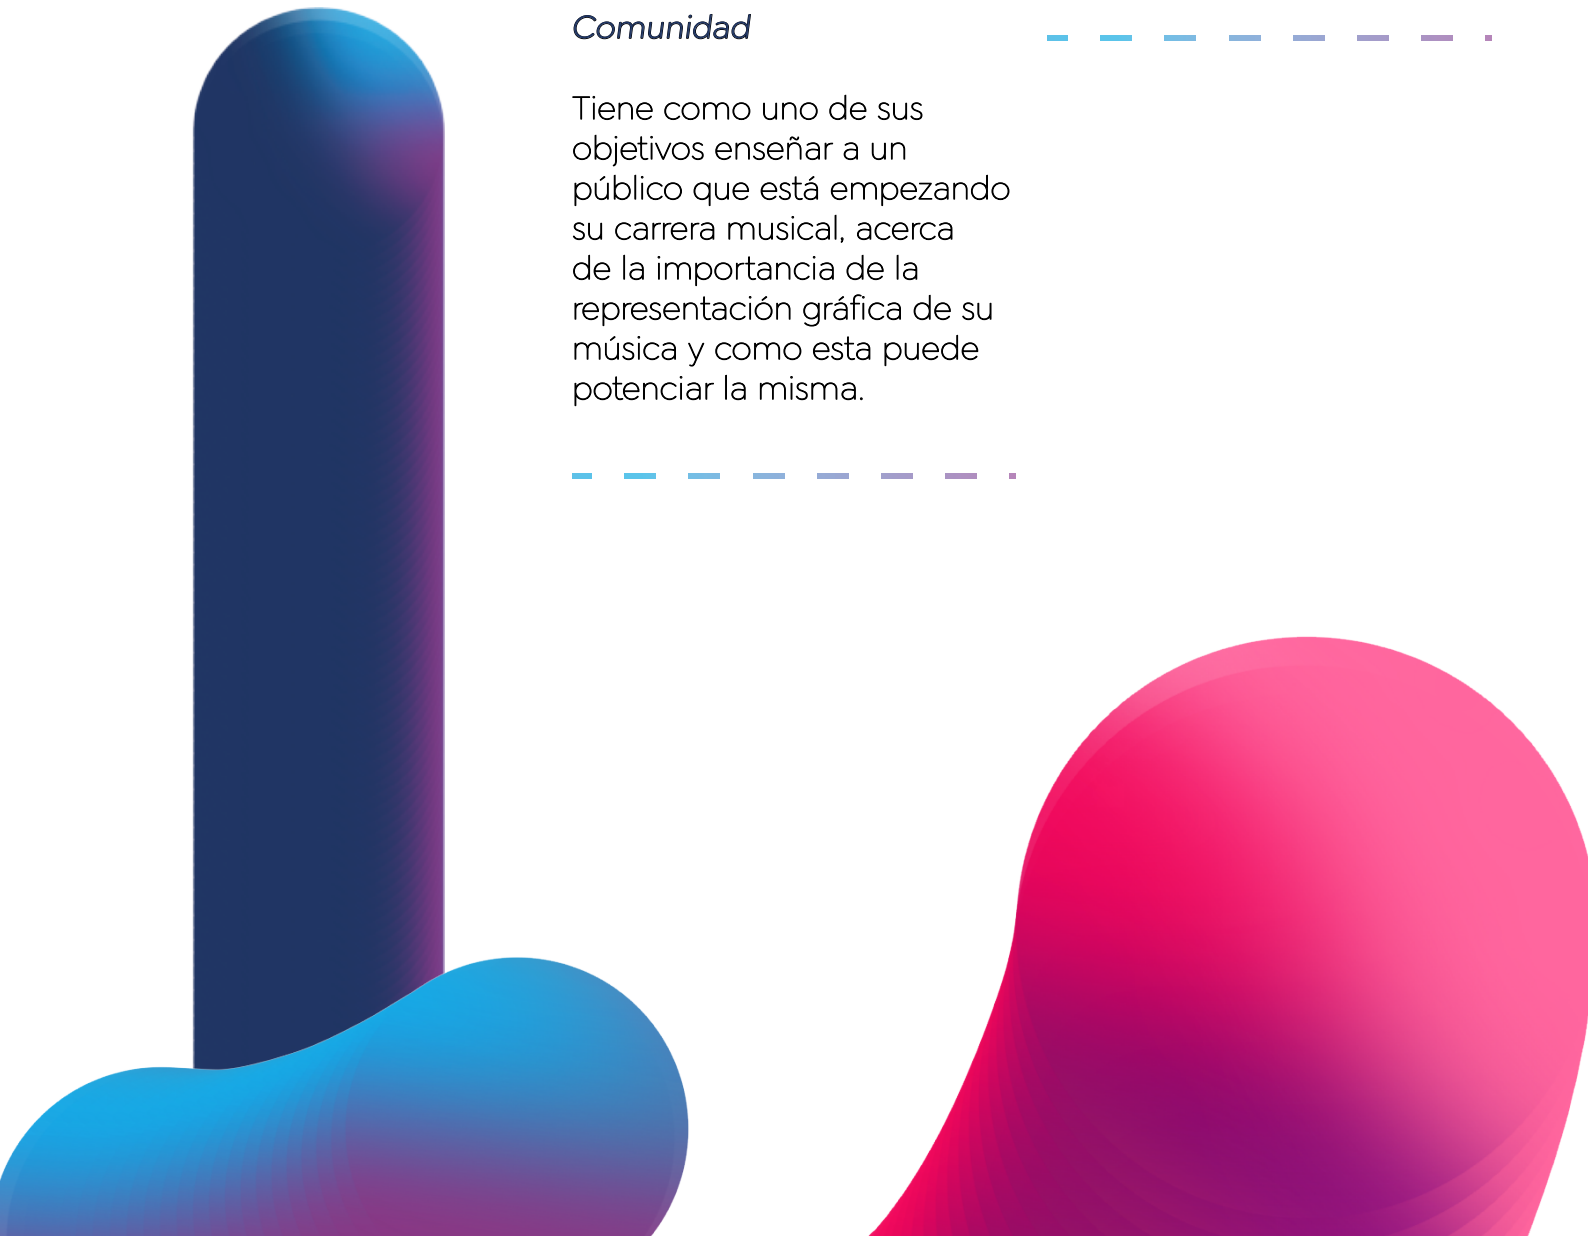 Comunidad
Tiene como uno de sus
objetivos enseñar a un
público que está empezando
su carrera musical, acerca
de la importancia de la
representación gráfica de su
música y como esta puede
potenciar la misma.